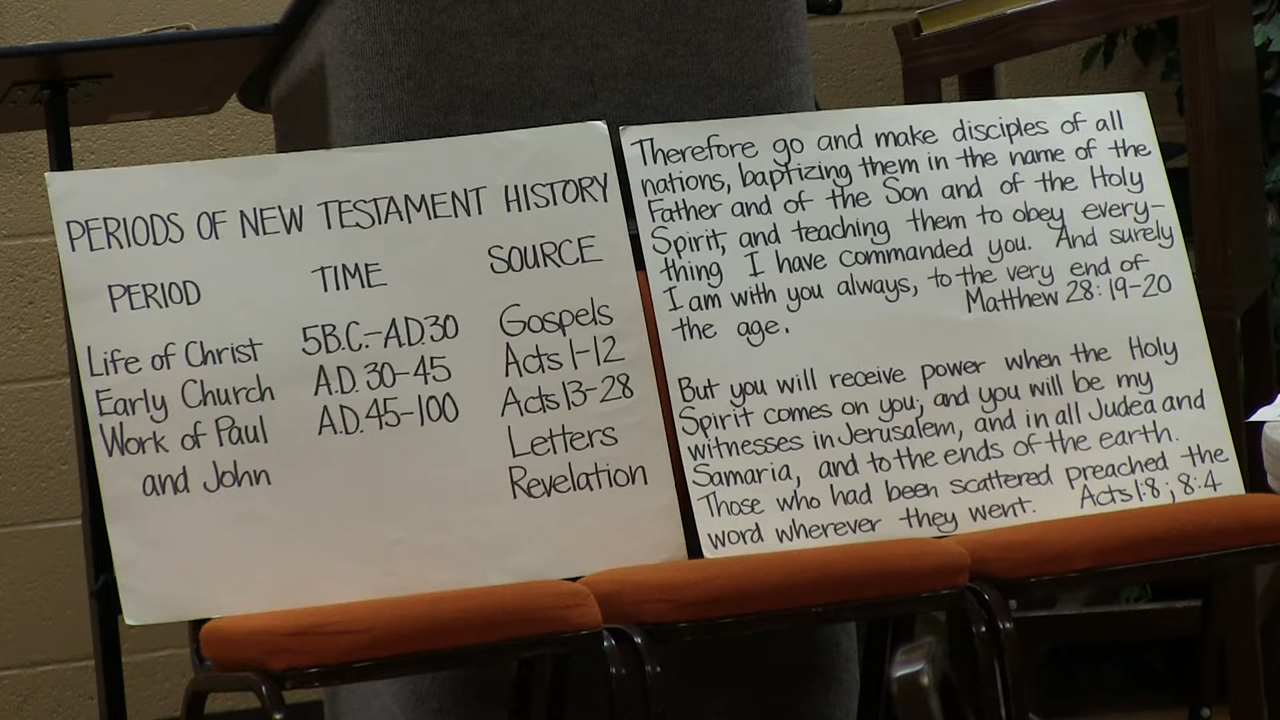 PERIODS OF NEW TESTAMENT HISTORY
PERIOD TIME SOURCE
Life of Christ 5B.C.-A.D.30 Gospels
Early Church A.D.30-45 Acts 1-12
Work of Paul A.D.45-100 Acts 13-28
and John Letters
Revelation
Therefore go and make disciples of all
nations, baptizing them in the name of the
Father and of the Son and of the Holy
Spirit, and teaching them to obey every-
thing I have commanded you. And surely
I am with you always, to the very end of
the age. Matthew 28:19-20
But you will receive power when the Holy
Spirit comes on you; and you will be my
witnesses in Jerusalem, and in all Judea and
Samaria, and to the ends of the earth.
Those who had been scattered preached the
word wherever they went. Acts 1:8; 8:4